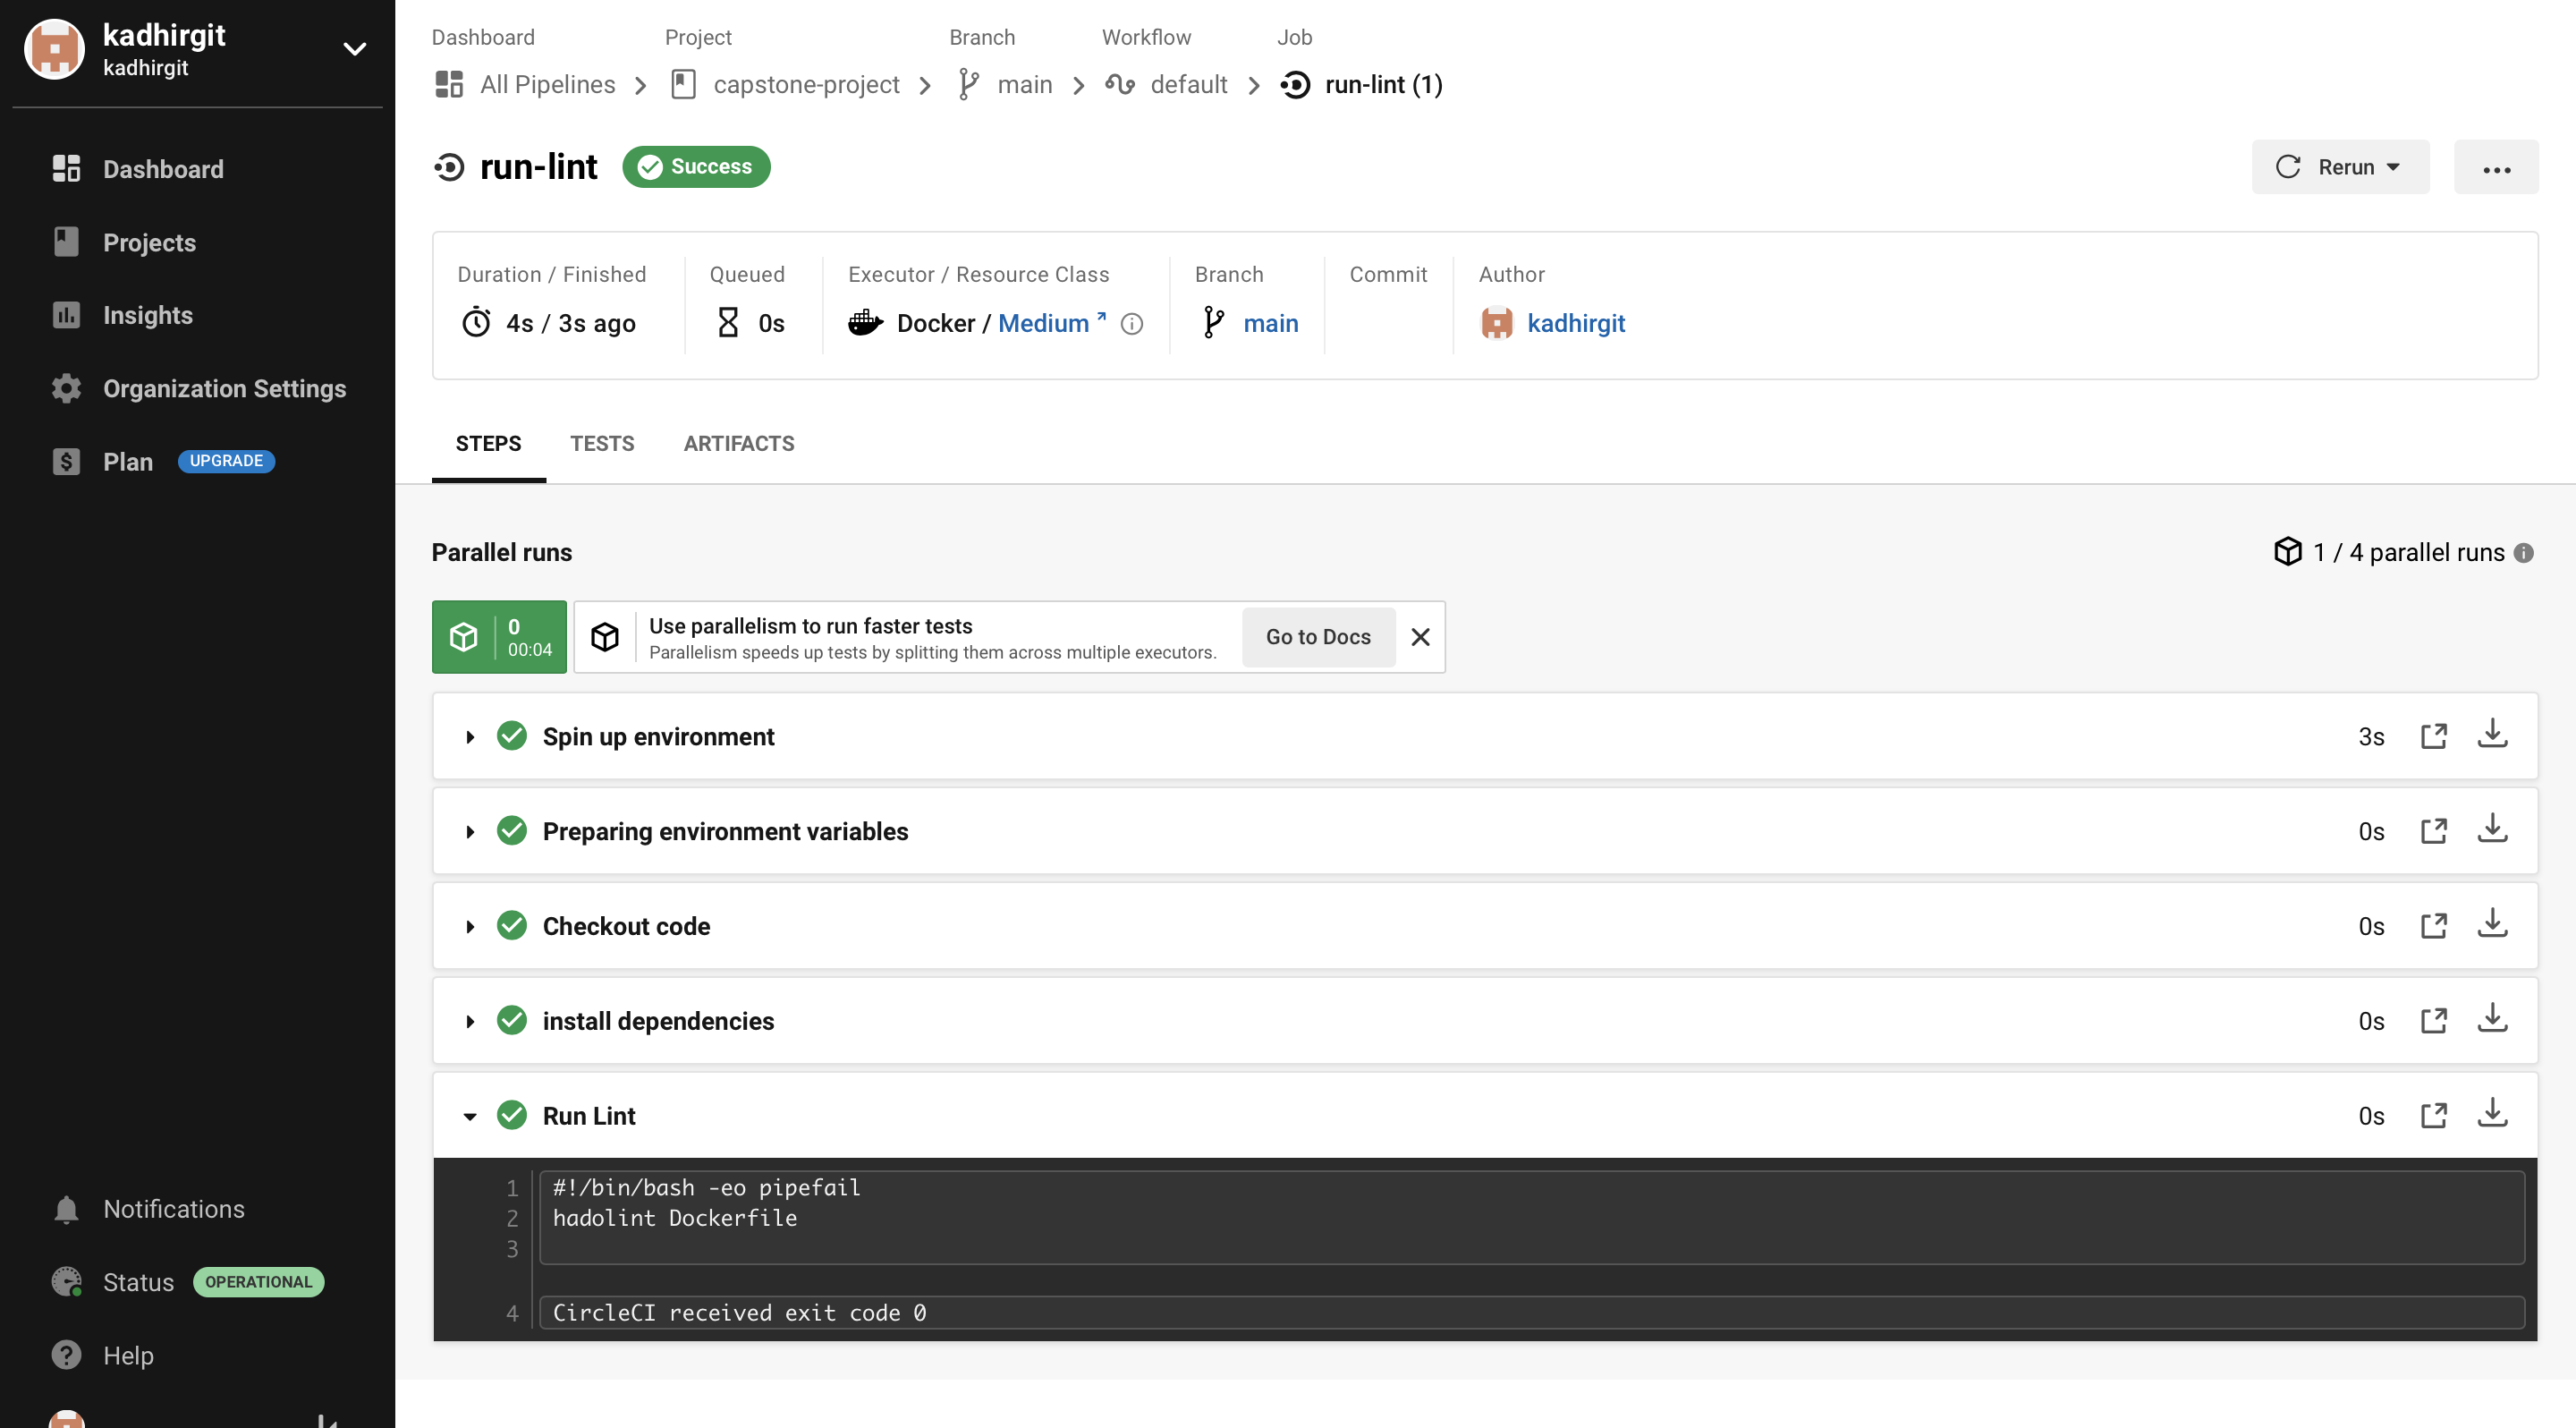 kadhirgit
kadhirgit
Dashboard
Projects
Insights
Organization Settings
Plan UPGRADE
Notifications
Status OPERATIONAL
Help
Dashboard Project Branch Workflow Job
All Pipelines capstone-project main default run-lint (1)
run-lint Success Rerun ...
Duration / Finished Queued Executor / Resource Class Branch Commit Author
4s / 3s ago 0s Docker / Medium main kadhirgit
STEPS TESTS ARTIFACTS
Parallel runs 1 / 4 parallel runs
0
00:04
Use parallelism to run faster tests
Parallelism speeds up tests by splitting them across multiple executors.
Go to Docs
Spin up environment 3s
Preparing environment variables 0s
Checkout code 0s
install dependencies 0s
Run Lint 0s
1 #!/bin/bash -eo pipefail
2 hadolint Dockerfile
3
4 CircleCI received exit code 0